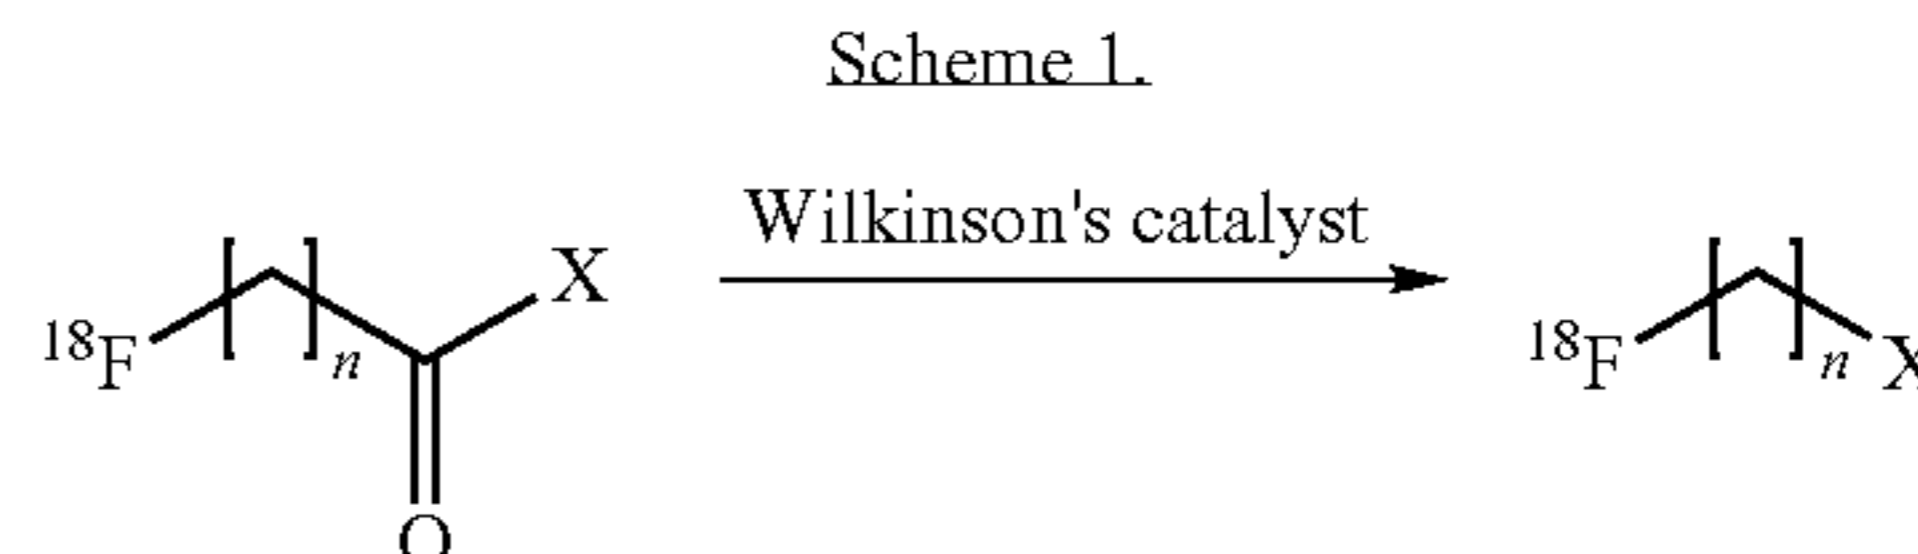 Scheme 1.
Wilkinson's catalyst
[ ]n X
18F
O
[ ]n
18F X